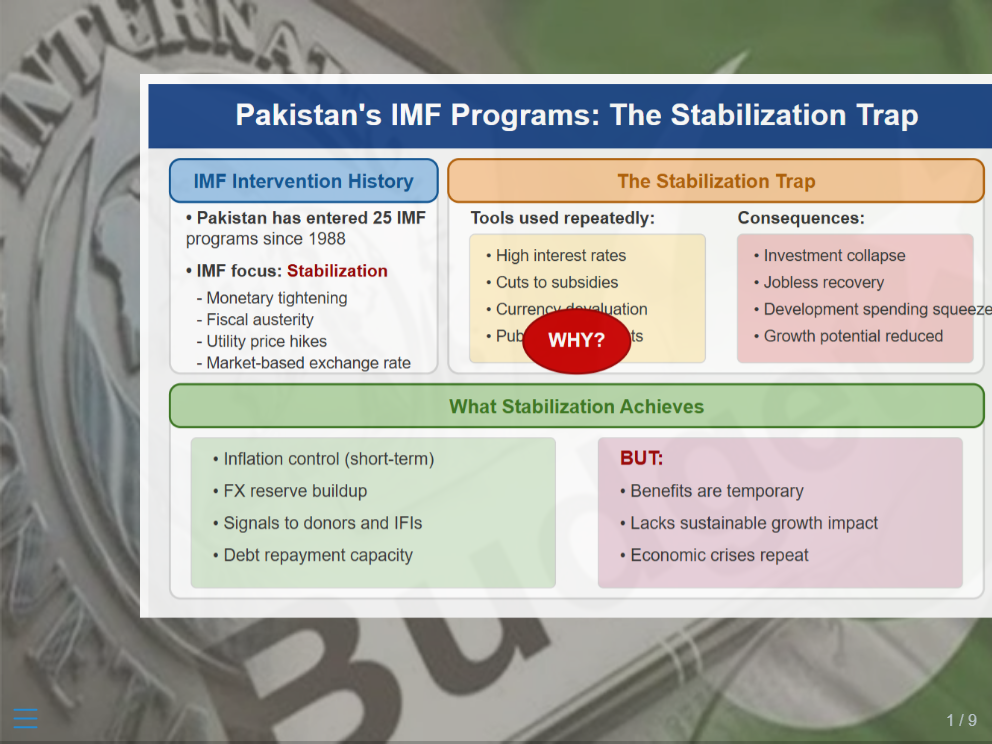 INTERNAT
Pakistan's IMF Programs: The Stabilization Trap
IMF Intervention History
• Pakistan has entered 25 IMF
programs since 1988
• IMF focus: Stabilization
- Monetary tightening
- Fiscal austerity
- Utility price hikes
- Market-based exchange rate
The Stabilization Trap
Tools used repeatedly:
• High interest rates
• Cuts to subsidies
• Currency devaluation
WHY?
Consequences:
• Investment collapse
• Jobless recovery
• Development spending squeeze
• Growth potential reduced
What Stabilization Achieves
• Inflation control (short-term)
• FX reserve buildup
• Signals to donors and IFIs
• Debt repayment capacity
BUT:
• Benefits are temporary
• Lacks sustainable growth impact
• Economic crises repeat
Budget
1 / 9